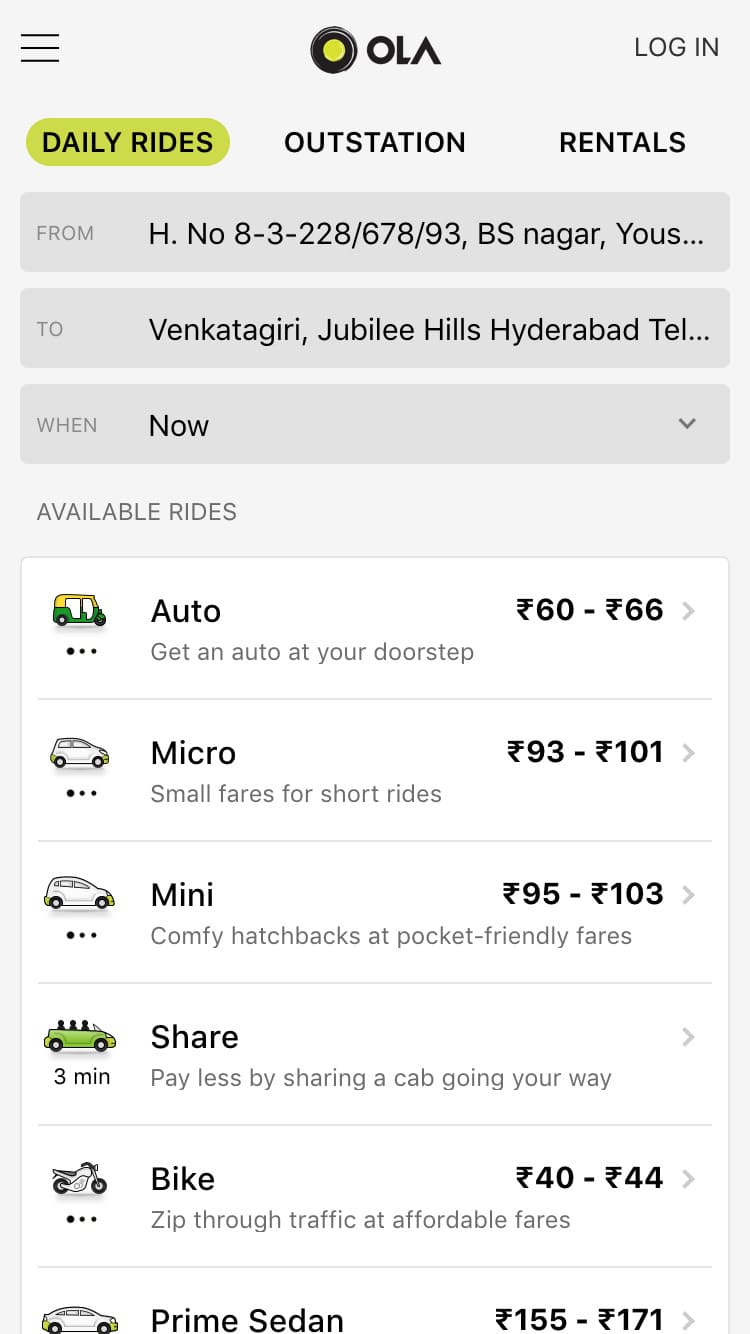 OLA
LOG IN
DAILY RIDES OUTSTATION RENTALS
FROM H. No 8-3-228/678/93, BS nagar, Yous...
TO Venkatagiri, Jubilee Hills Hyderabad Tel...
WHEN Now
AVAILABLE RIDES
Auto ₹60 - ₹66
Get an auto at your doorstep
Micro ₹93 - ₹101
Small fares for short rides
Mini ₹95 - ₹103
Comfy hatchbacks at pocket-friendly fares
Share
3 min Pay less by sharing a cab going your way
Bike ₹40 - ₹44
Zip through traffic at affordable fares
Prime Sedan ₹155 - ₹171